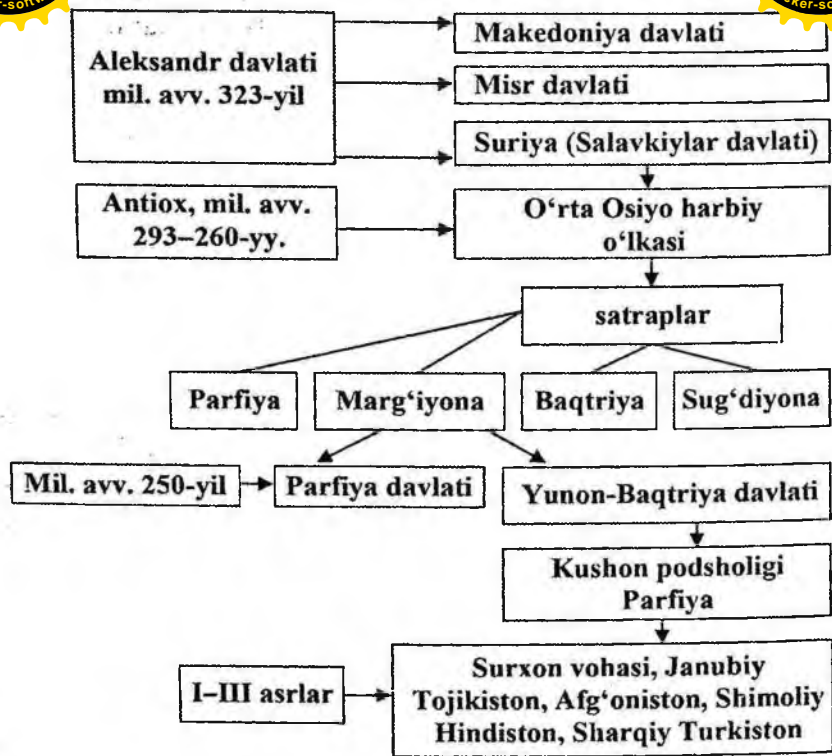 Aleksandr davlati
mil. avv. 323-yil
Makedoniya davlati
Misr davlati
Suriya (Salavkiylar davlati)
Antiox, mil. avv.
293–260-yy.
O‘rta Osiyo harbiy
o‘lkasi
satraplar
Parfiya
Marg‘iyona
Baqtriya
Sug‘diyona
Mil. avv. 250-yil
Parfiya davlati
Yunon-Baqtriya davlati
Kushon podsholigi
Parfiya
I–III asrlar
Surxon vohasi, Janubiy
Tojikiston, Afg‘oniston, Shimoliy
Hindiston, Sharqiy Turkiston